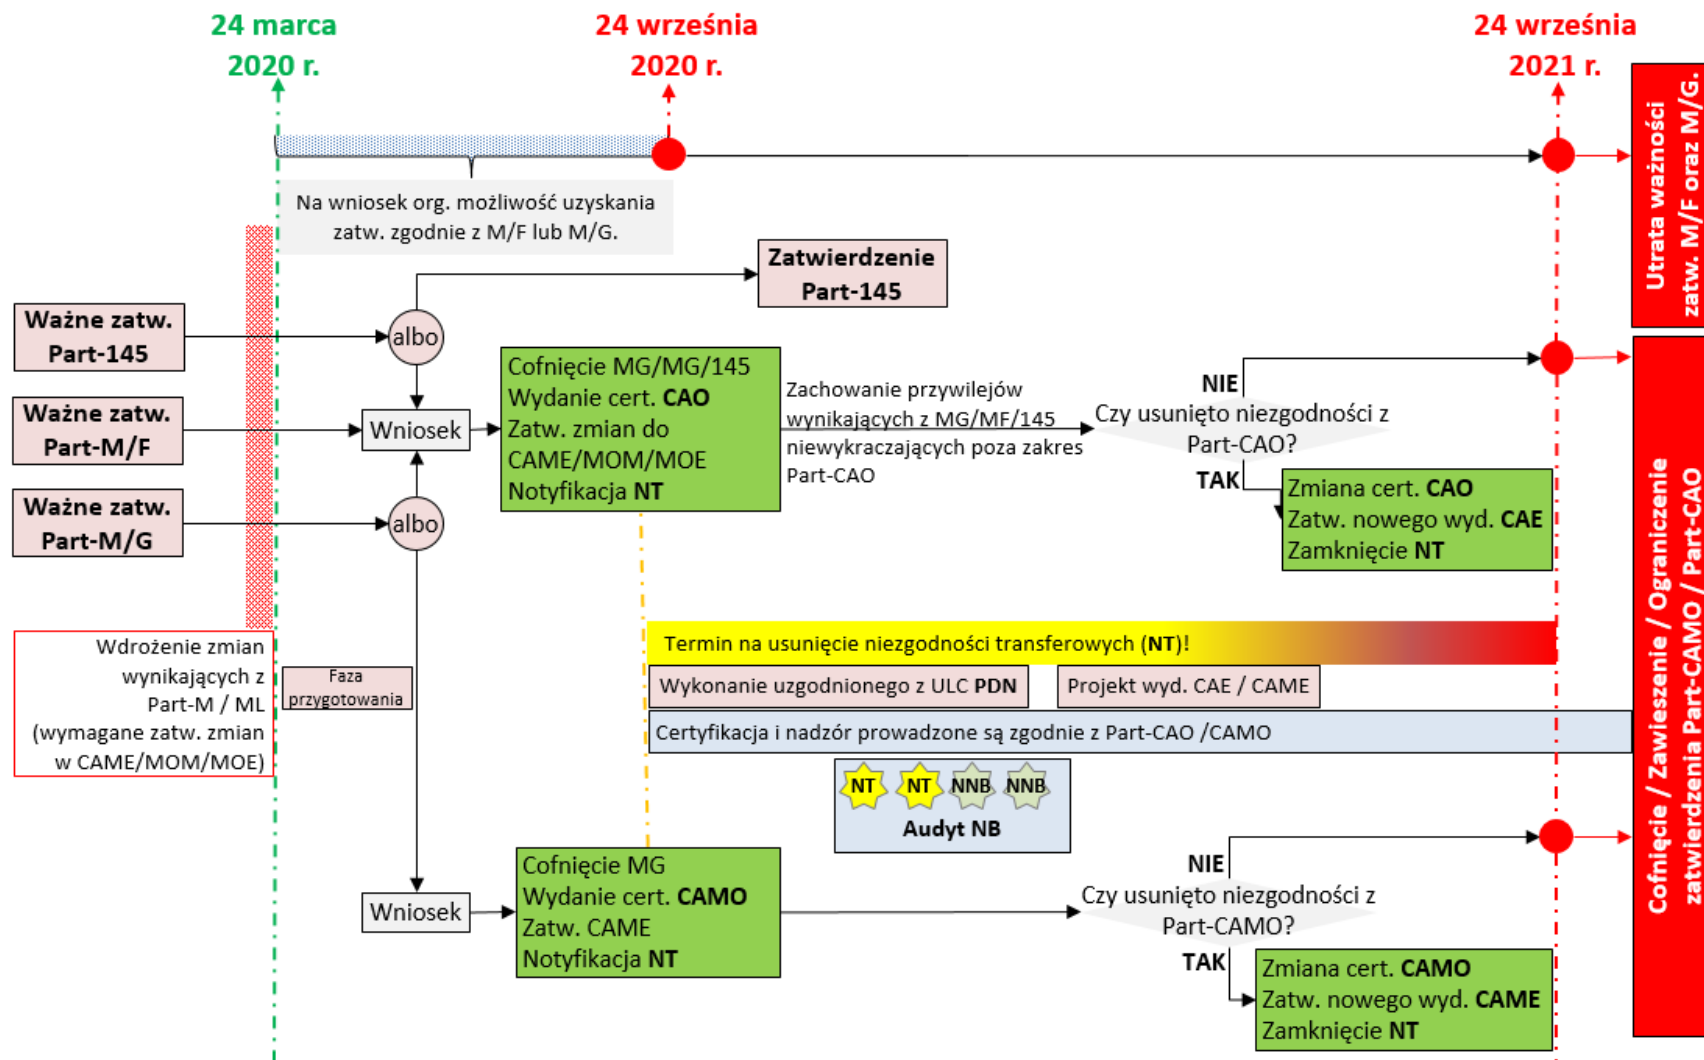 24 marca
2020 r.
24 września
2020 r.
24 września
2021 r.
Utrata ważności
zatw. M/F oraz M/G.
Na wniosek org. możliwość uzyskania
zatw. zgodnie z M/F lub M/G.
Zatwierdzenie
Part-145
Ważne zatw.
Part-145
albo
Ważne zatw.
Part-M/F
Wniosek
Ważne zatw.
Part-M/G
albo
Cofnięcie MG/MG/145
Wydanie cert. CAO
Zatw. zmian do
CAME/MOM/MOE
Notyfikacja NT
Zachowanie przywilejów
wynikających z MG/MF/145
niewykraczających poza zakres
Part-CAO
NIE
Czy usunięto niezgodności z
Part-CAO?
TAK
Zmiana cert. CAO
Zatw. nowego wyd. CAE
Zamknięcie NT
Cofnięcie / Zawieszenie / Ograniczenie
zatwierdzenia Part-CAMO / Part-CAO
Wdrożenie zmian
wynikających z
Part-M / ML
(wymagane zatw. zmian
w CAME/MOM/MOE)
Faza
przygotowania
Termin na usunięcie niezgodności transferowych (NT)!
Wykonanie uzgodnionego z ULC PDN
Projekt wyd. CAE / CAME
Certyfikacja i nadzór prowadzone są zgodnie z Part-CAO /CAMO
NT
NT
NNB
NNB
Audyt NB
Wniosek
Cofnięcie MG
Wydanie cert. CAMO
Zatw. CAME
Notyfikacja NT
NIE
Czy usunięto niezgodności z
Part-CAMO?
TAK
Zmiana cert. CAMO
Zatw. nowego wyd. CAME
Zamknięcie NT